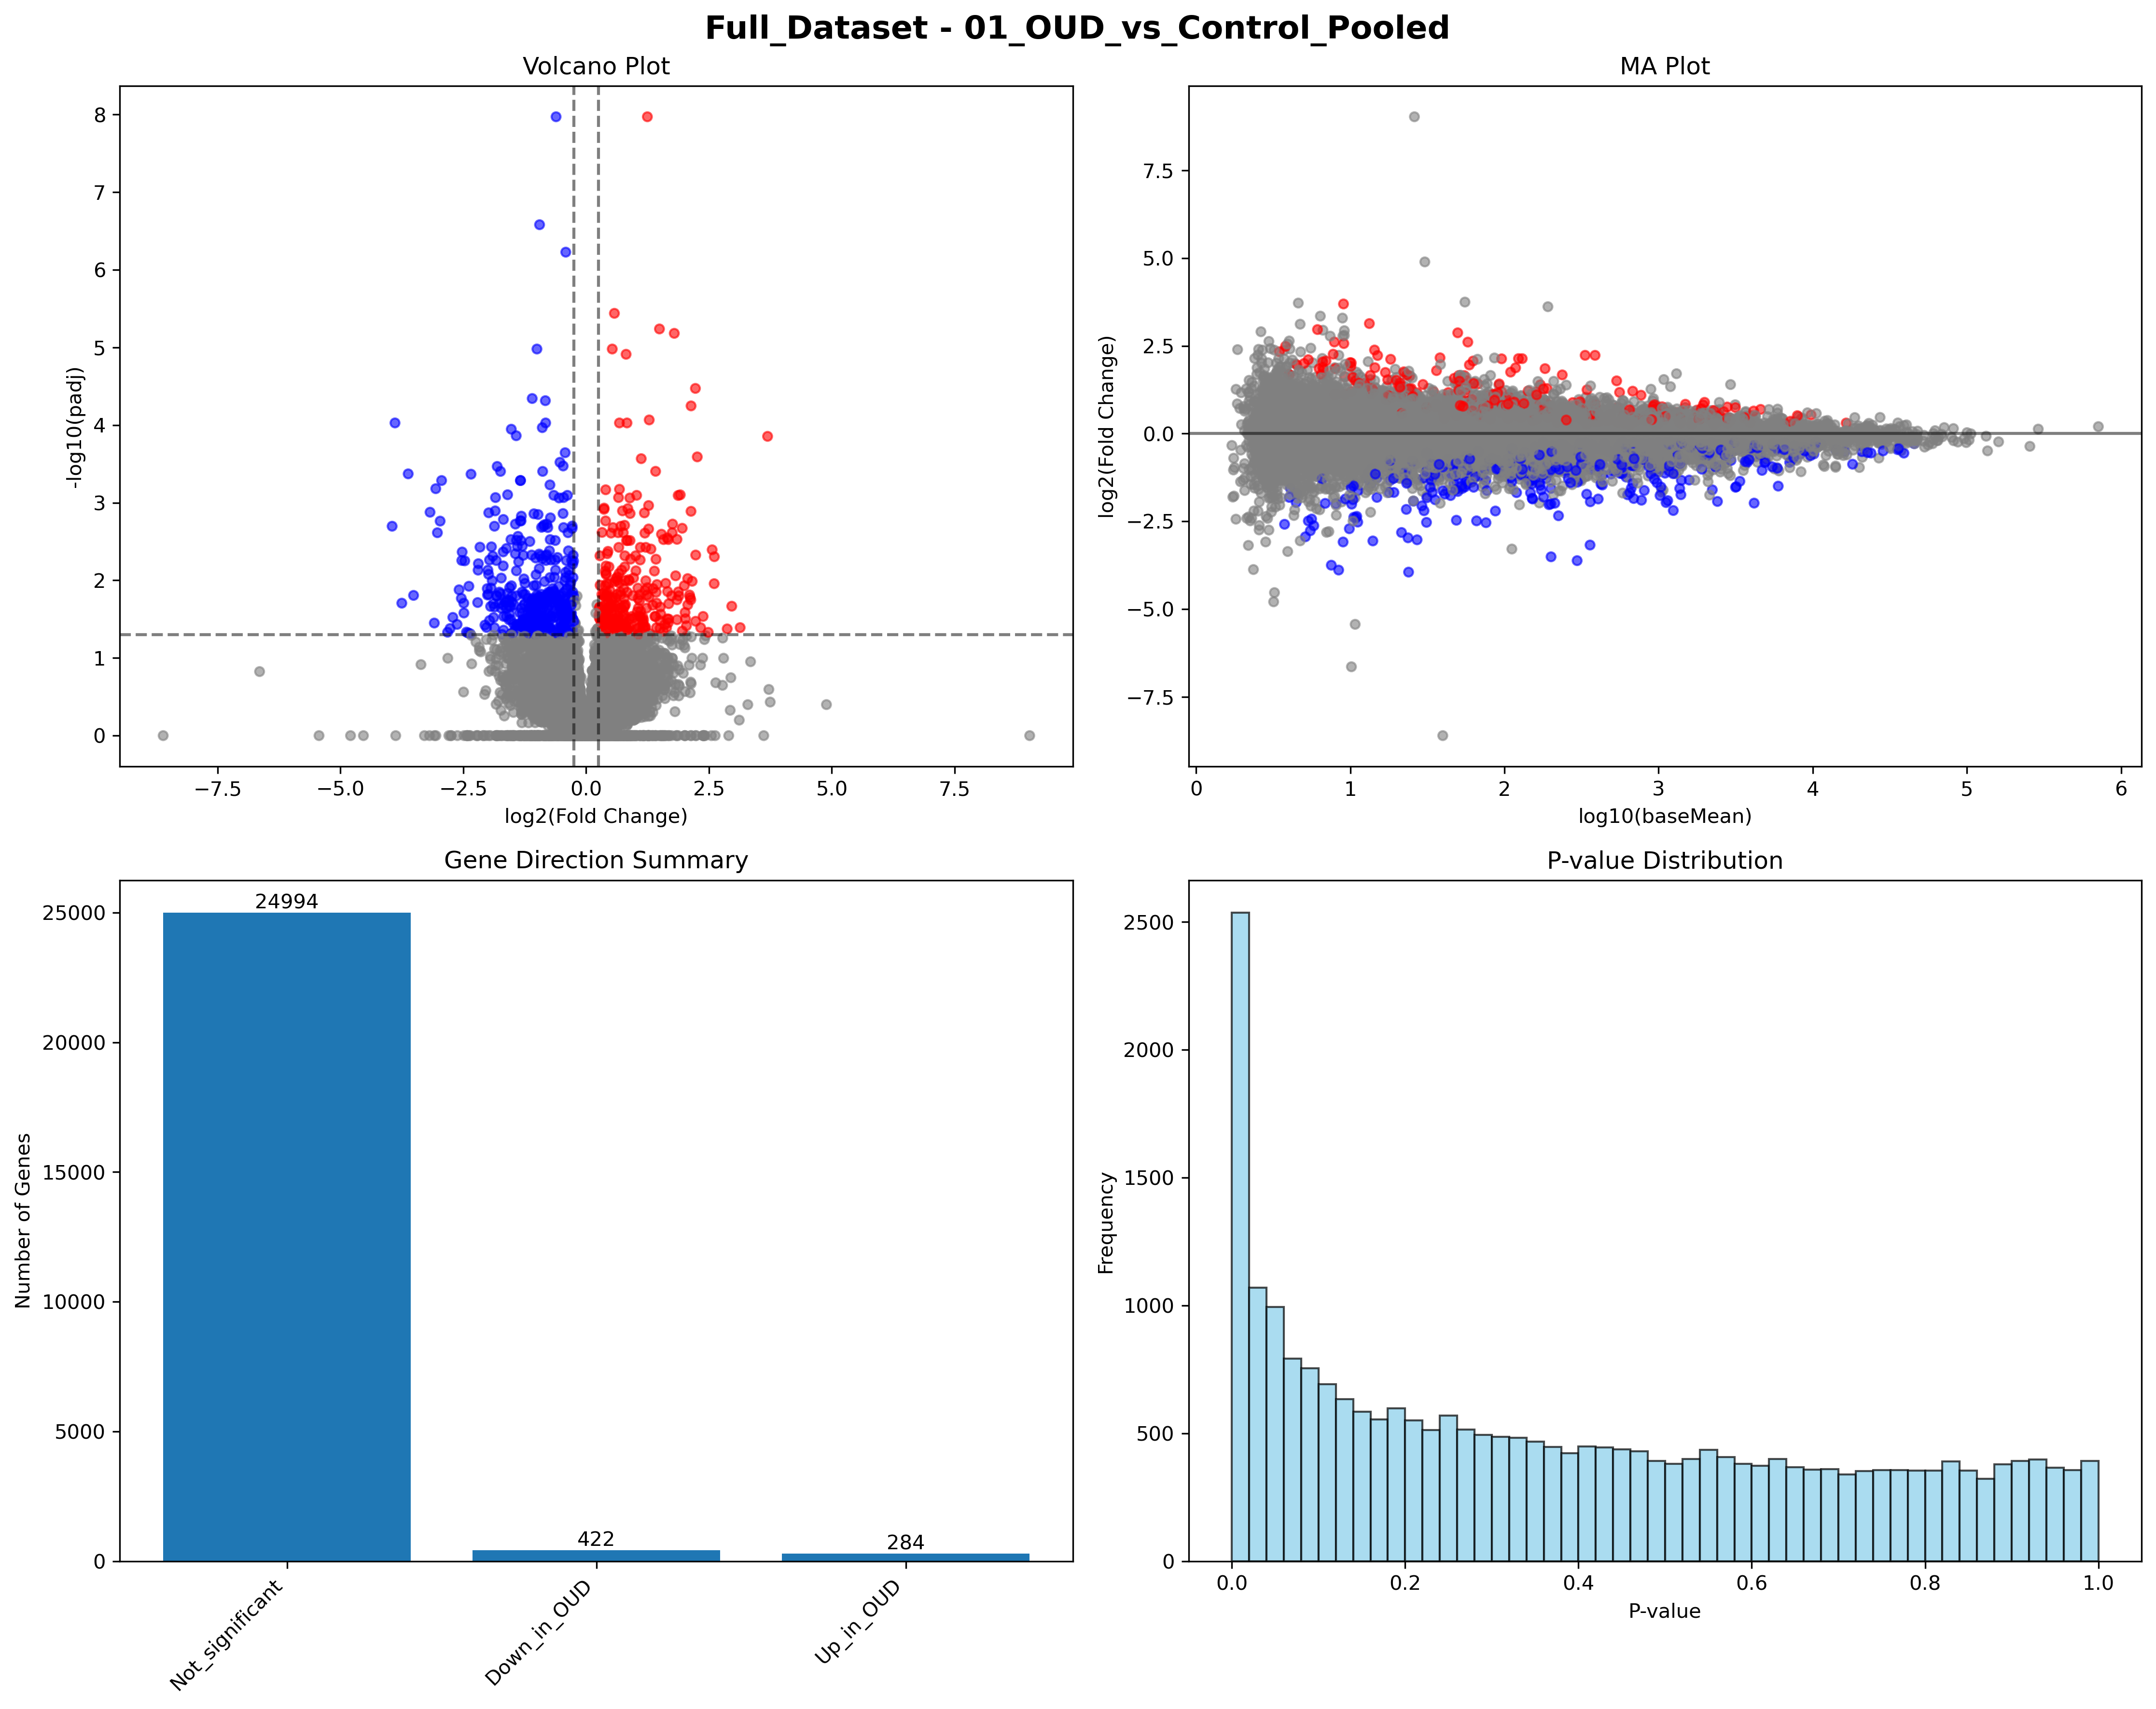 Full_Dataset - 01_OUD_vs_Control_Pooled
Volcano Plot
-log10(padj)
8
7
6
5
4
3
2
1
0
−7.5 −5.0 −2.5 0.0 2.5 5.0 7.5
log2(Fold Change)
MA Plot
log2(Fold Change)
7.5
5.0
2.5
0.0
−2.5
−5.0
−7.5
0 1 2 3 4 5 6
log10(baseMean)
Gene Direction Summary
Number of Genes
25000
20000
15000
10000
5000
0
24994
422
284
Not_significant
Down_in_OUD
Up_in_OUD
P-value Distribution
Frequency
2500
2000
1500
1000
500
0
0.0 0.2 0.4 0.6 0.8 1.0
P-value